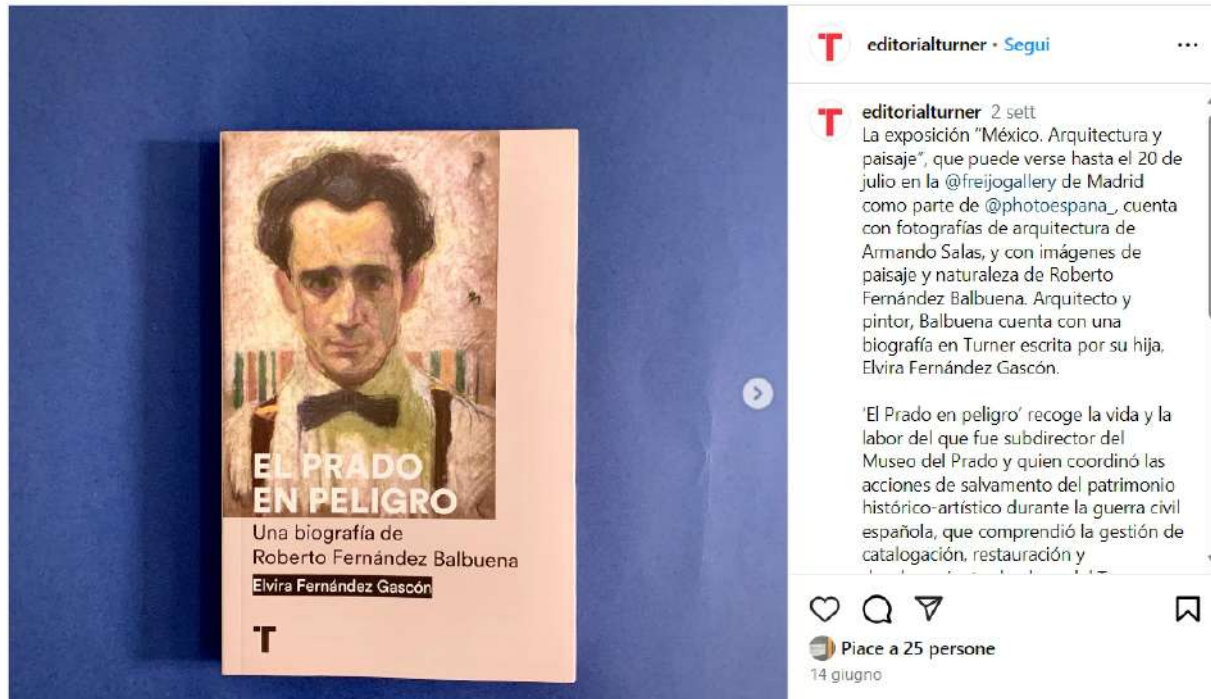 EL PRADO
EN PELIGRO
Una biografía de
Roberto Fernández Balbuena
Elvira Fernández Gascón
T
T
editorialturner • Segui
T
editorialturner 2 sett
La exposición "México. Arquitectura y
paisaje", que puede verse hasta el 20 de
julio en la @freijogallery de Madrid
como parte de @photoespana_, cuenta
con fotografías de arquitectura de
Armando Salas, y con imágenes de
paisaje y naturaleza de Roberto
Fernández Balbuena. Arquitecto y
pintor, Balbuena cuenta con una
biografía en Turner escrita por su hija,
Elvira Fernández Gascón.
'El Prado en peligro' recoge la vida y la
labor del que fue subdirector del
Museo del Prado y quien coordinó las
acciones de salvamento del patrimonio
histórico-artístico durante la guerra civil
española, que comprendió la gestión de
catalogación, restauración y
Piace a 25 persone
14 giugno